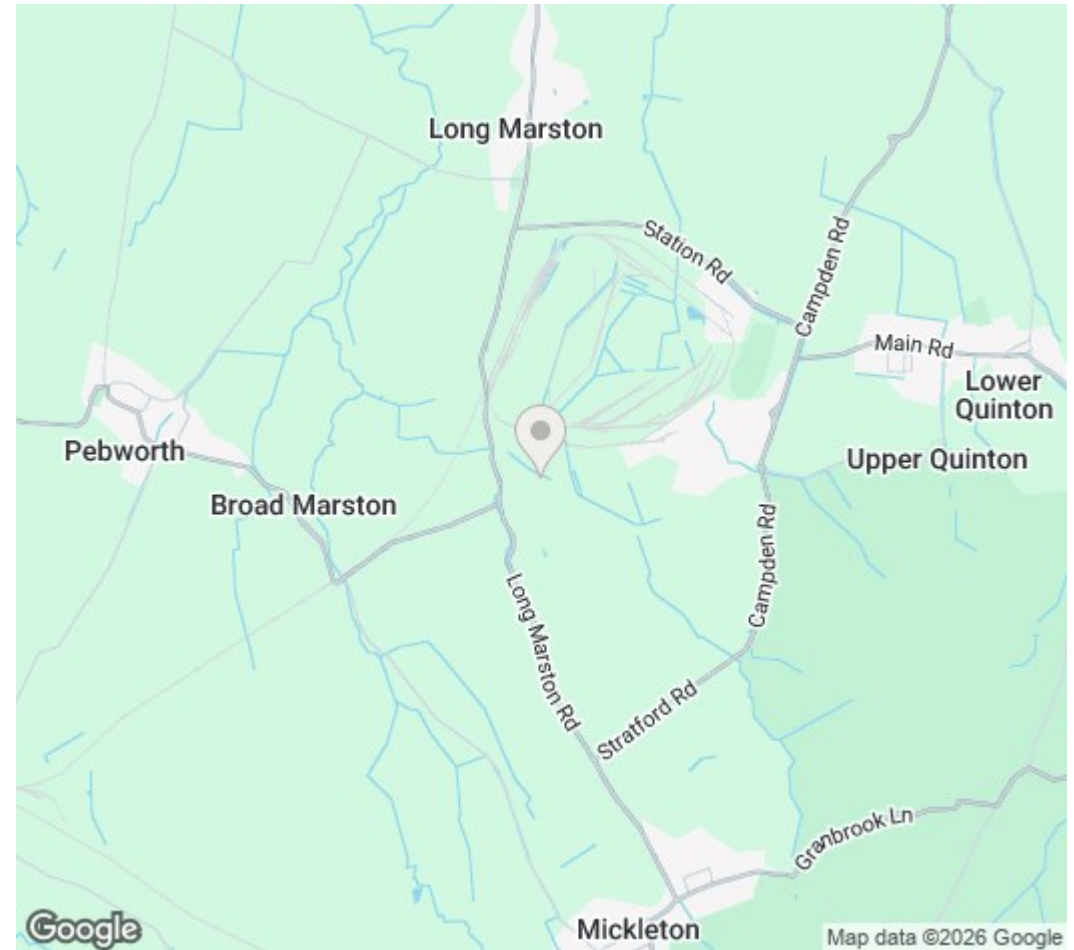 Long Marston
Station Rd
Campden Rd
Main Rd
Lower
Quinton
Pebworth
Upper Quinton
Broad Marston
Campden Rd
Long Marston Rd
Stratford Rd
Granbrook Ln
Mickleton
Google
Map data ©2026 Google